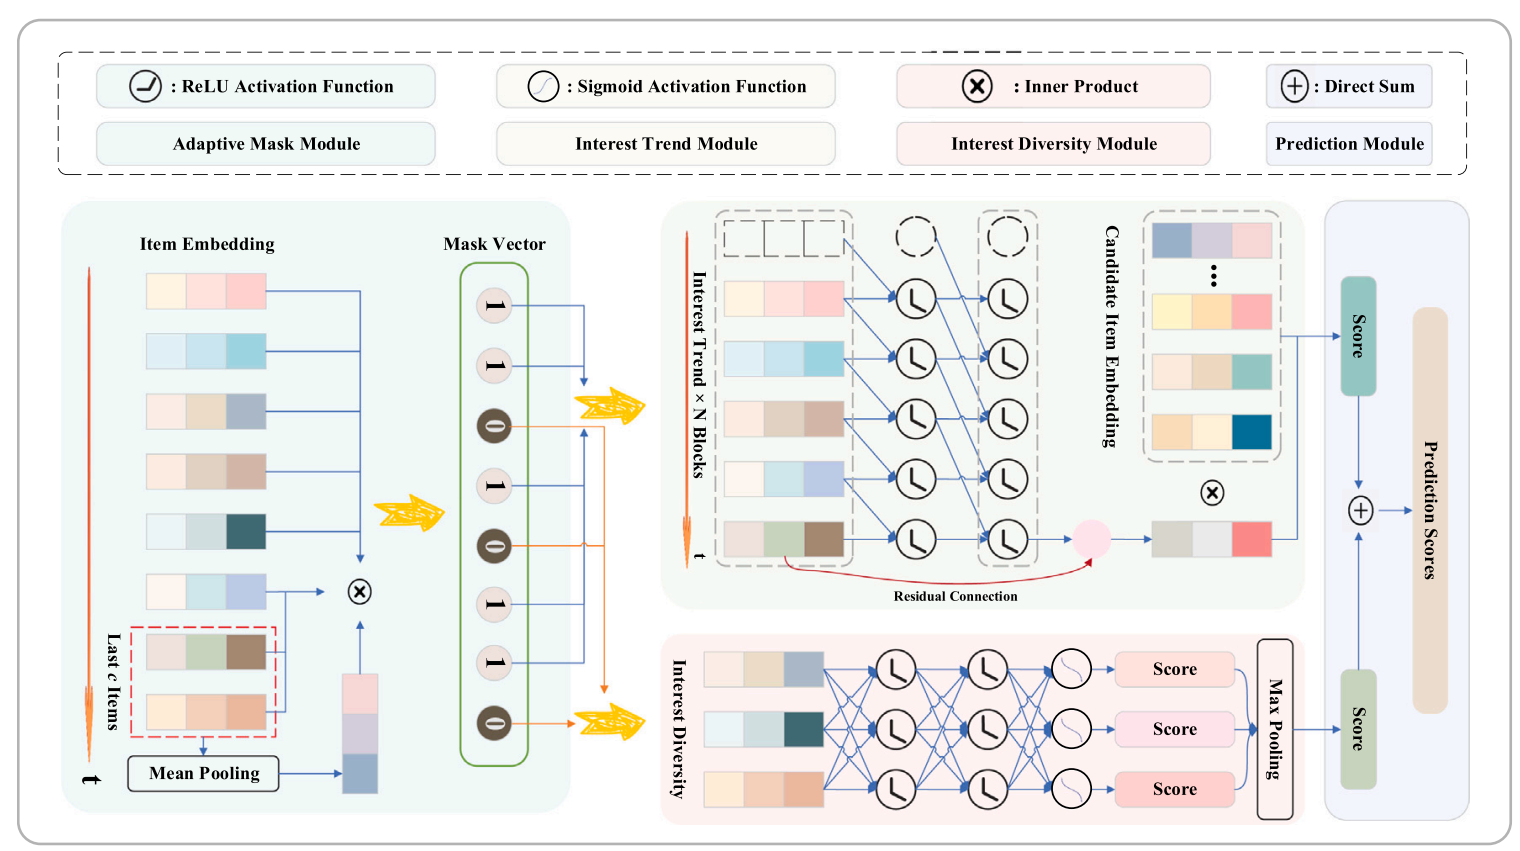 : ReLU Activation Function
: Sigmoid Activation Function
: Inner Product
: Direct Sum
Adaptive Mask Module
Interest Trend Module
Interest Diversity Module
Prediction Module
Item Embedding
Mask Vector
1
1
0
1
0
1
1
0
Last c Items
t
Mean Pooling
Interest Trend × N Blocks
t
Residual Connection
Candidate Item Embedding
...
Interest Diversity
Score
Score
Score
Max Pooling
Score
Score
Prediction Scores